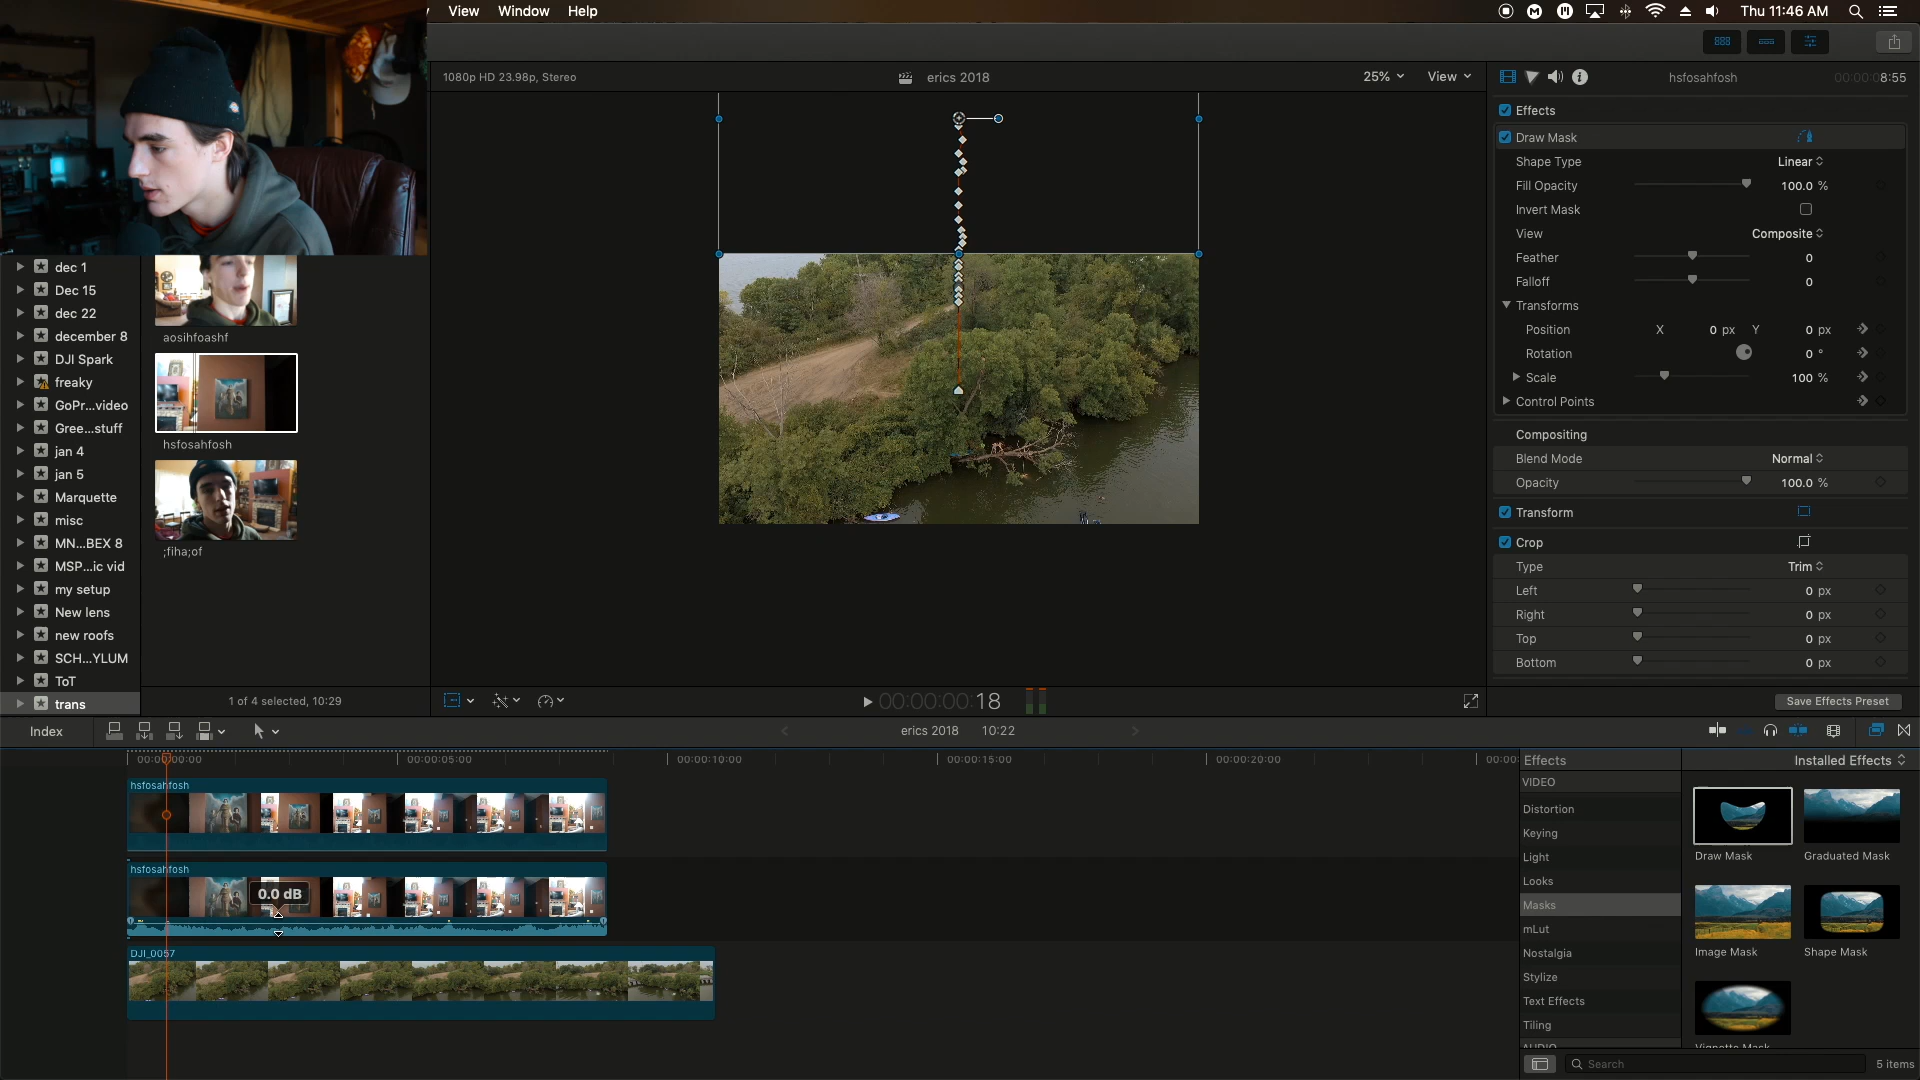 View Window Help
Thu 11:46 AM
1080p HD 23.98p, Stereo
erics 2018
25%
View
hsfosahfosh
00:00:08:55
Effects
Draw Mask
Shape Type Linear
Fill Opacity 100.0 %
Invert Mask
View Composite
Feather 0
Falloff 0
Transforms
Position X 0 px Y 0 px
Rotation 0 °
Scale 100 %
Control Points
Compositing
Blend Mode Normal
Opacity 100.0 %
Transform
Crop
Type Trim
Left 0 px
Right 0 px
Top 0 px
Bottom 0 px
Save Effects Preset
dec 1
Dec 15
dec 22
december 8
DJI Spark
freaky
GoPr...video
Gree...stuff
jan 4
jan 5
Marquette
misc
MN...BEX 8
MSP...ic vid
my setup
New lens
new roofs
SCH...YLUM
ToT
trans
aosihfoashf
hsfosahfosh
;fiha;of
1 of 4 selected, 10:29
00:00:00:18
Index
erics 2018 10:22
00:00:05:00
00:00:10:00
00:00:15:00
00:00:20:00
hsfosahfosh
hsfosahfosh
0.0 dB
DJI_0057
Effects
Installed Effects
VIDEO
Distortion
Keying
Light
Looks
Masks
mLut
Nostalgia
Stylize
Text Effects
Tiling
AUDIO
Draw Mask
Graduated Mask
Image Mask
Shape Mask
Vignette Mask
Search
5 items